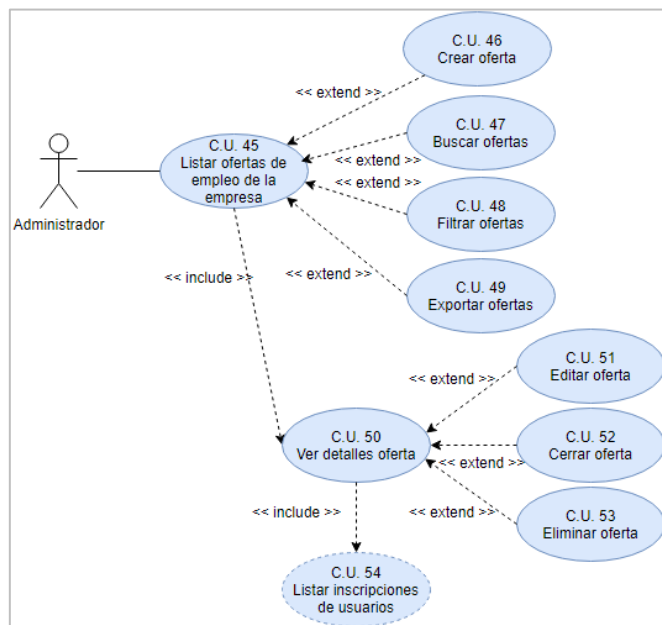 C.U. 46
Crear oferta
<< extend >>
C.U. 45
Listar ofertas de
empleo de la
empresa
C.U. 47
Buscar ofertas
<< extend >>
<< extend >>
C.U. 48
Filtrar ofertas
Administrador
<< include >>
<< extend >>
C.U. 49
Exportar ofertas
C.U. 51
Editar oferta
<< extend >>
C.U. 50
Ver detalles oferta
C.U. 52
Cerrar oferta
<< extend >>
<< include >>
<< extend >>
C.U. 53
Eliminar oferta
C.U. 54
Listar inscripciones
de usuarios